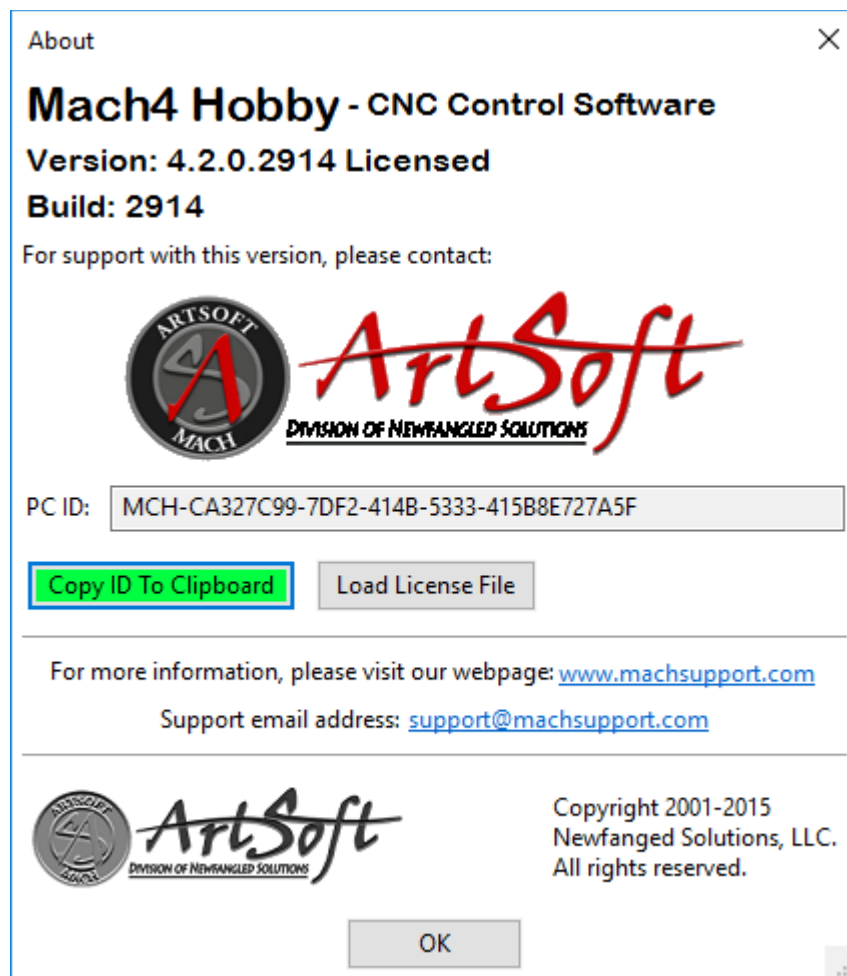 About
Mach4 Hobby - CNC Control Software
Version: 4.2.0.2914 Licensed
Build: 2914
For support with this version, please contact:
ARTSOFT
MACH
ArtSoft
DIVISION OF NEWFANGLED SOLUTIONS
PC ID: MCH-CA327C99-7DF2-414B-5333-415B8E727A5F
Copy ID To Clipboard Load License File
For more information, please visit our webpage: www.machsupport.com
Support email address: support@machsupport.com
ARTSOFT
MACH
ArtSoft
DIVISION OF NEWFANGLED SOLUTIONS
Copyright 2001-2015
Newfanged Solutions, LLC.
All rights reserved.
OK